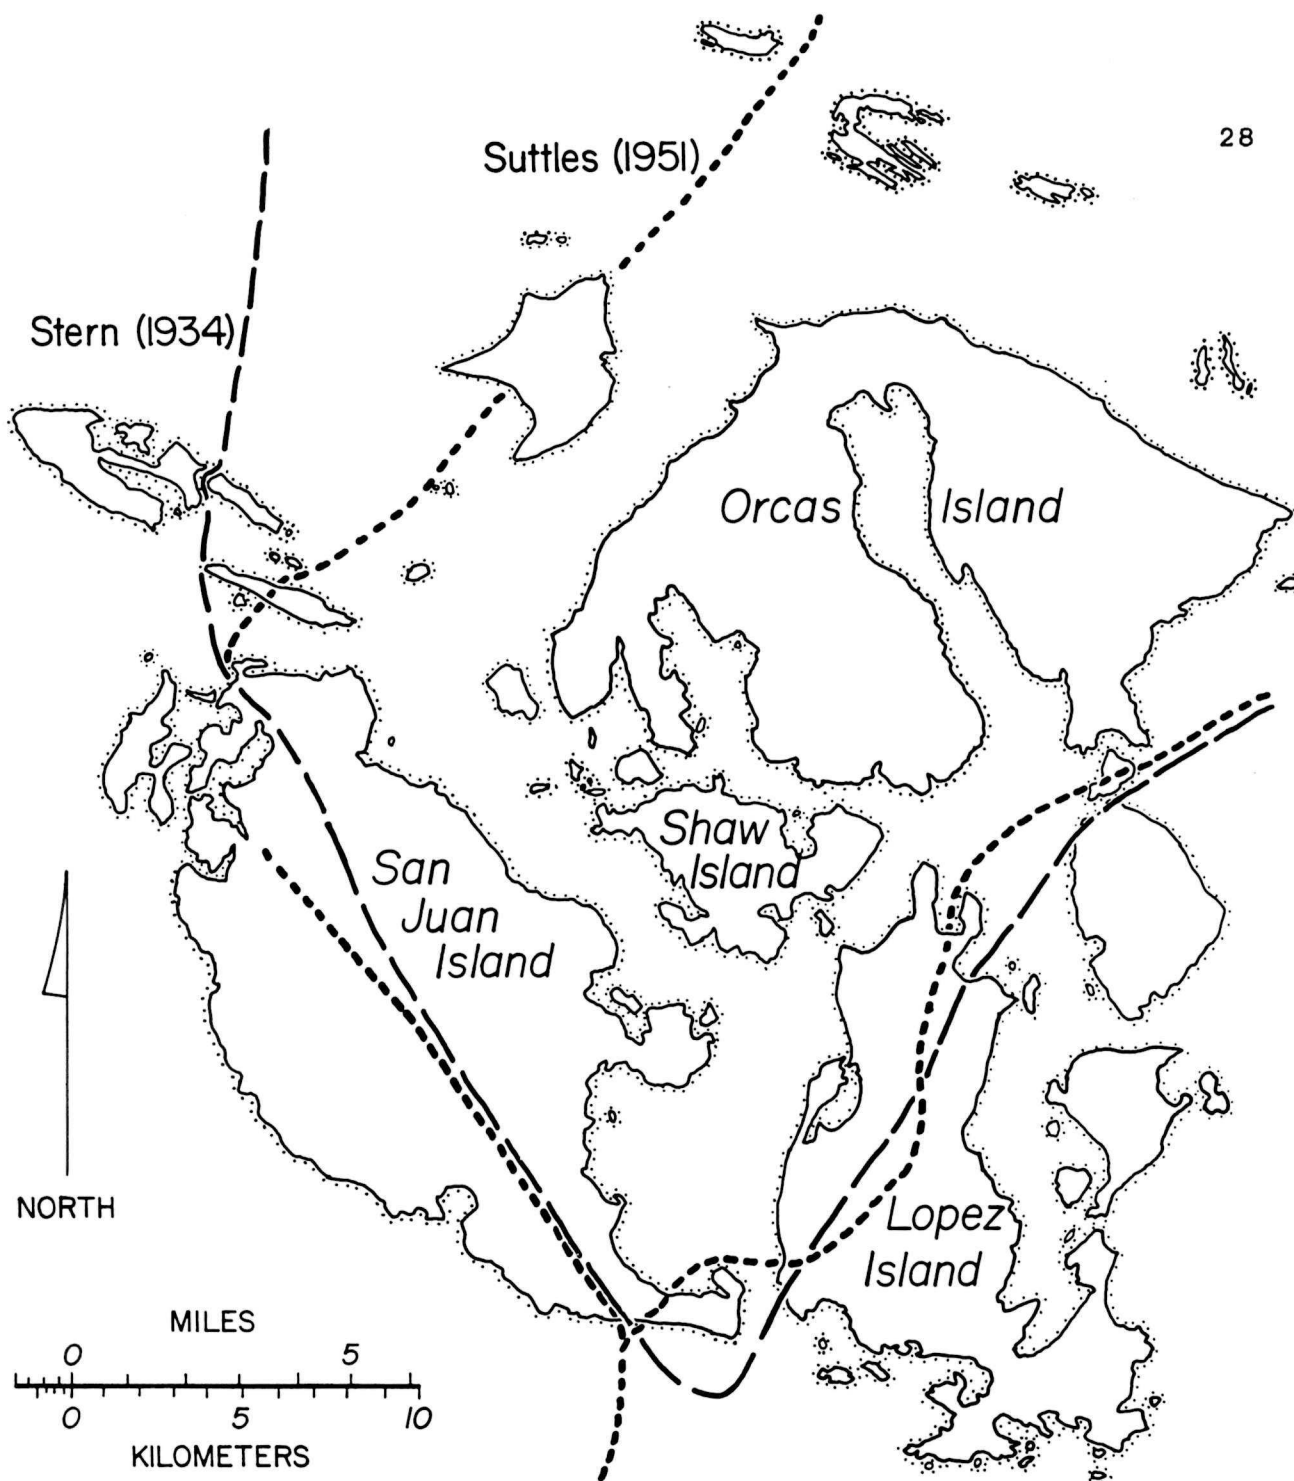 28
Suttles (1951)
Stern (1934)
Orcas Island
Shaw
Island
San
Juan
Island
NORTH
Lopez
Island
MILES
0 5
0 5 10
KILOMETERS